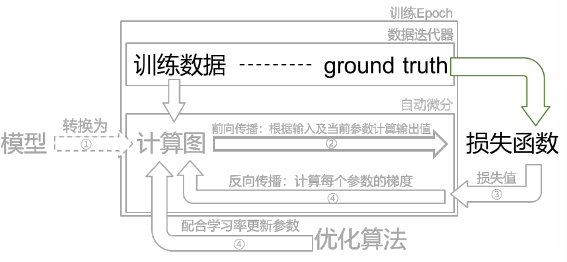 训练Epoch
数据迭代器
训练数据 ---------- ground truth
自动微分
转换为
①
模型
计算图
前向传播：根据输入及当前参数计算输出值
②
损失函数
反向传播：计算每个参数的梯度
④
损失值
③
配合学习率更新参数
④
优化算法